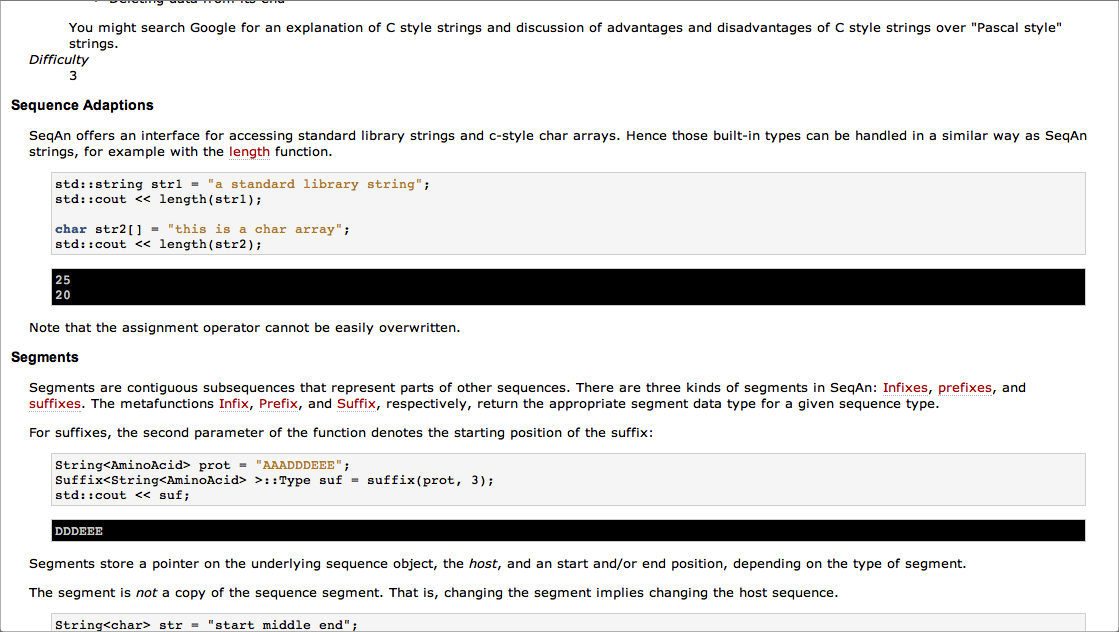 Deleting data from its end
You might search Google for an explanation of C style strings and discussion of advantages and disadvantages of C style strings over "Pascal style"
strings.
Difficulty
3
Sequence Adaptions
SeqAn offers an interface for accessing standard library strings and c-style char arrays. Hence those built-in types can be handled in a similar way as SeqAn
strings, for example with the length function.
std::string str1 = "a standard library string";
std::cout << length(str1);
char str2[] = "this is a char array";
std::cout << length(str2);
25
20
Note that the assignment operator cannot be easily overwritten.
Segments
Segments are contiguous subsequences that represent parts of other sequences. There are three kinds of segments in SeqAn: Infixes, prefixes, and
suffixes. The metafunctions Infix, Prefix, and Suffix, respectively, return the appropriate segment data type for a given sequence type.
For suffixes, the second parameter of the function denotes the starting position of the suffix:
String<AminoAcid> prot = "AAADDDEEE";
Suffix<String<AminoAcid> >::Type suf = suffix(prot, 3);
std::cout << suf;
DDDEEE
Segments store a pointer on the underlying sequence object, the host, and an start and/or end position, depending on the type of segment.
The segment is not a copy of the sequence segment. That is, changing the segment implies changing the host sequence.
String<char> str = "start_middle_end";